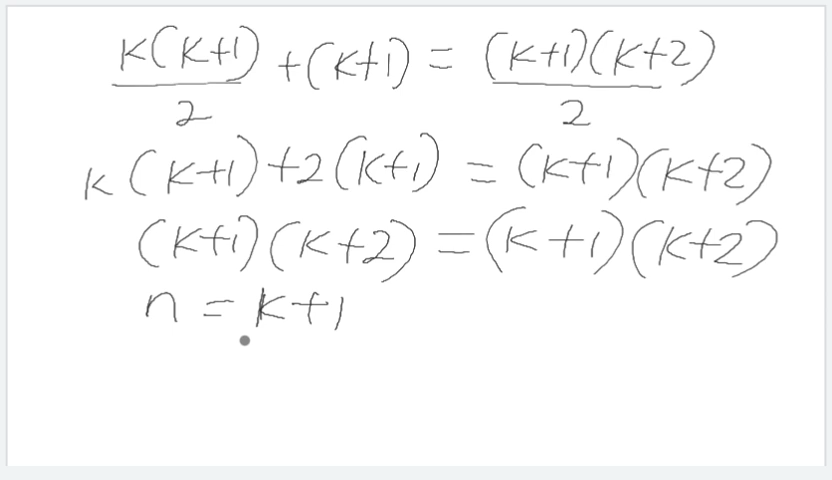 k(k+1)/2 + (k+1) = (k+1)(k+2)/2
k(k+1)+2(k+1) = (k+1)(k+2)
(k+1)(k+2) = (k+1)(k+2)
n = k+1